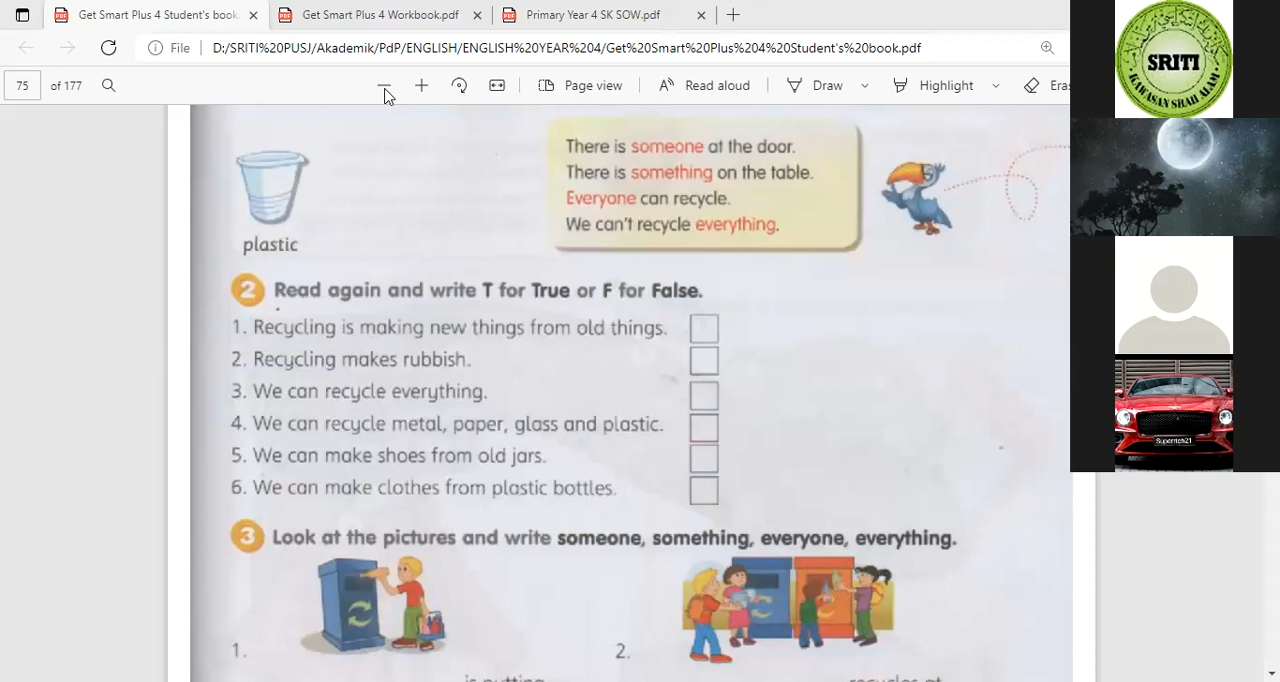 Get Smart Plus 4 Student's book.
Get Smart Plus 4 Workbook.pdf
Primary Year 4 SK SOW.pdf
File
D:/SRITI%20PUSJ/Akademik/PdP/ENGLISH/ENGLISH%20YEAR%204/Get%20Smart%20Plus%204%20Student's%20book.pdf
75 of 177
Page view
Read aloud
Draw
Highlight
Eras
plastic
There is someone at the door.
There is something on the table.
Everyone can recycle.
We can't recycle everything.
2 Read again and write T for True or F for False.
1. Recycling is making new things from old things.
2. Recycling makes rubbish.
3. We can recycle everything.
4. We can recycle metal, paper, glass and plastic.
5. We can make shoes from old jars.
6. We can make clothes from plastic bottles.
3 Look at the pictures and write someone, something, everyone, everything.
1.
2.
is putting
recycles at
SRITI
KAWASAN SHAH ALAM
Superrich21